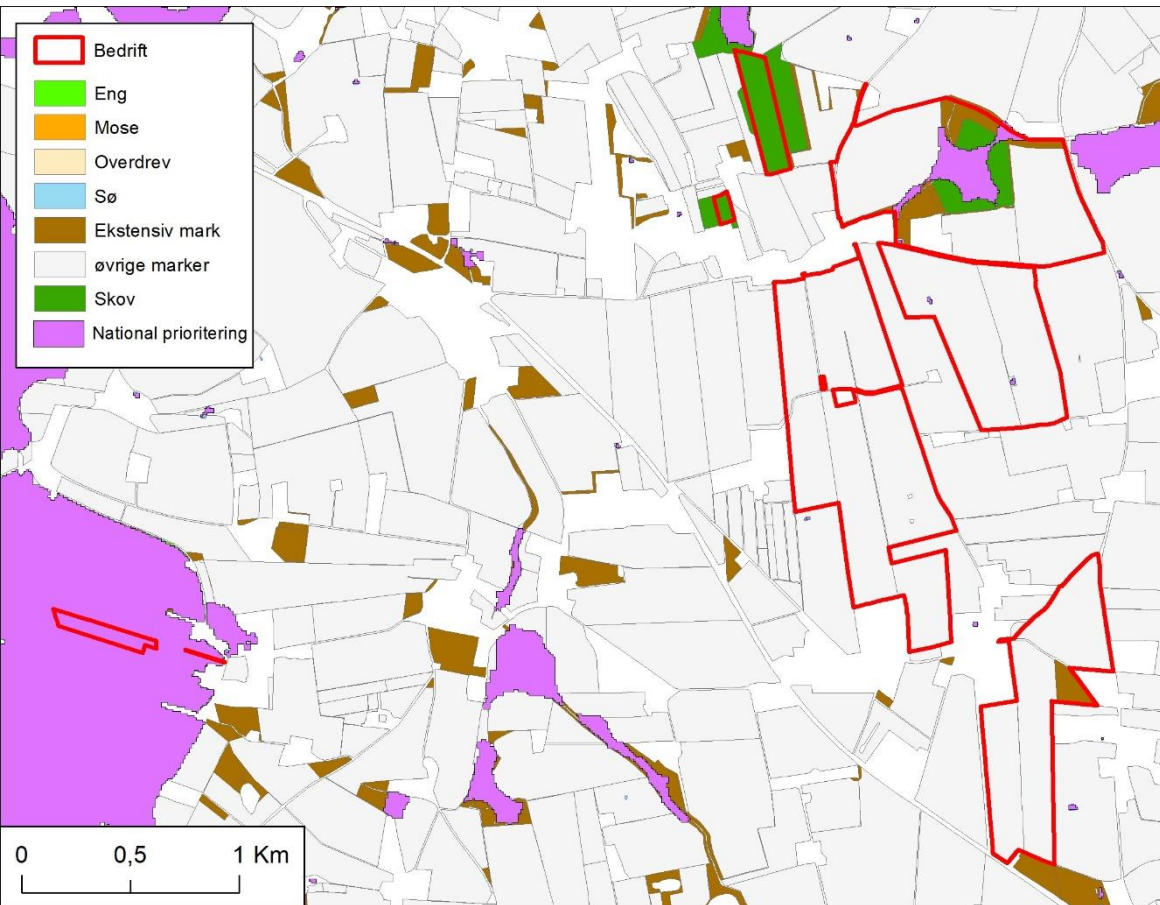 Bedrift
Eng
Mose
Overdrev
Sø
Ekstensiv mark
øvrige marker
Skov
National prioritering
0 0,5 1 Km